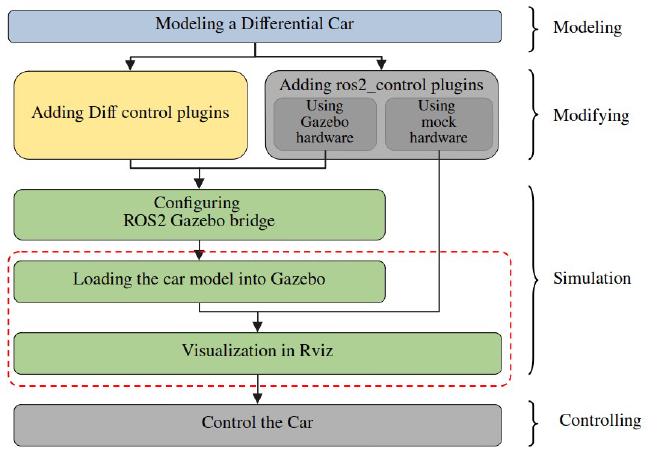 Modeling a Differential Car
Modeling
Adding Diff control plugins
Adding ros2_control plugins
Using
Gazebo
hardware
Using
mock
hardware
Modifying
Configuring
ROS2 Gazebo bridge
Loading the car model into Gazebo
Simulation
Visualization in Rviz
Control the Car
Controlling